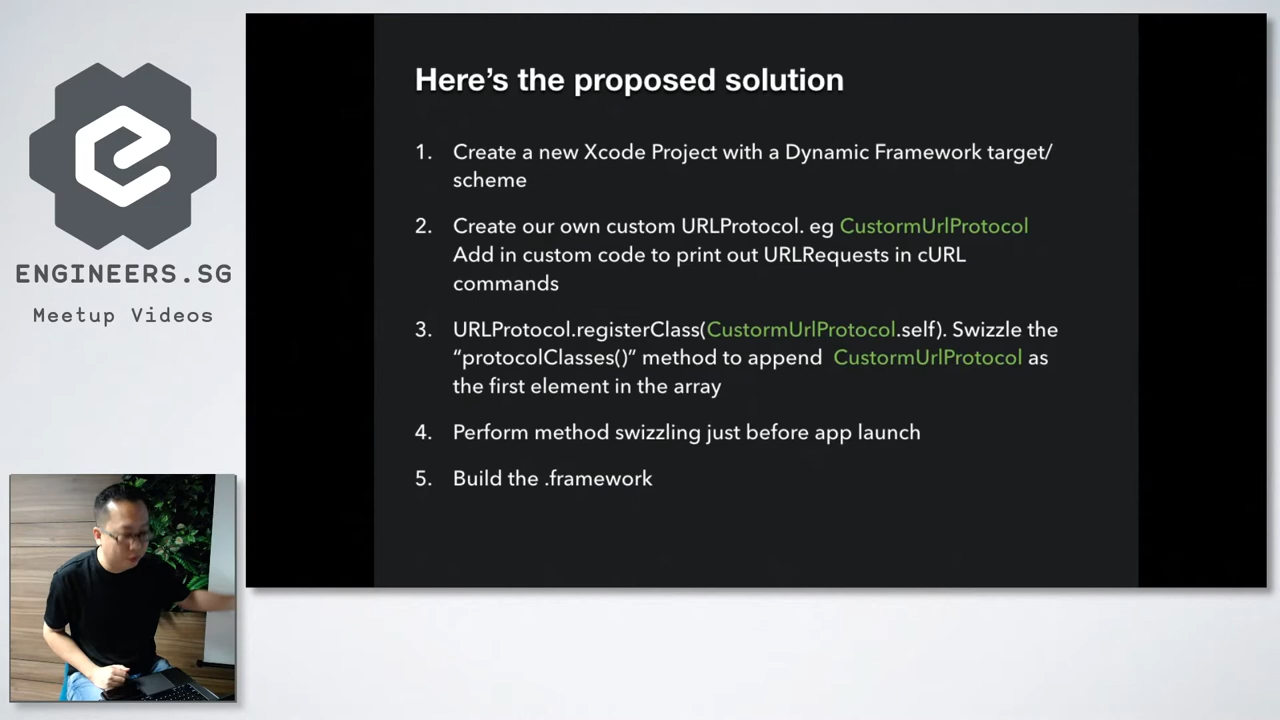 ENGINEERS.SG
Meetup Videos
Here’s the proposed solution
1. Create a new Xcode Project with a Dynamic Framework target/
scheme
2. Create our own custom URLProtocol. eg CustormUrlProtocol
Add in custom code to print out URLRequests in cURL
commands
3. URLProtocol.registerClass(CustormUrlProtocol.self). Swizzle the
“protocolClasses()” method to append CustormUrlProtocol as
the first element in the array
4. Perform method swizzling just before app launch
5. Build the .framework